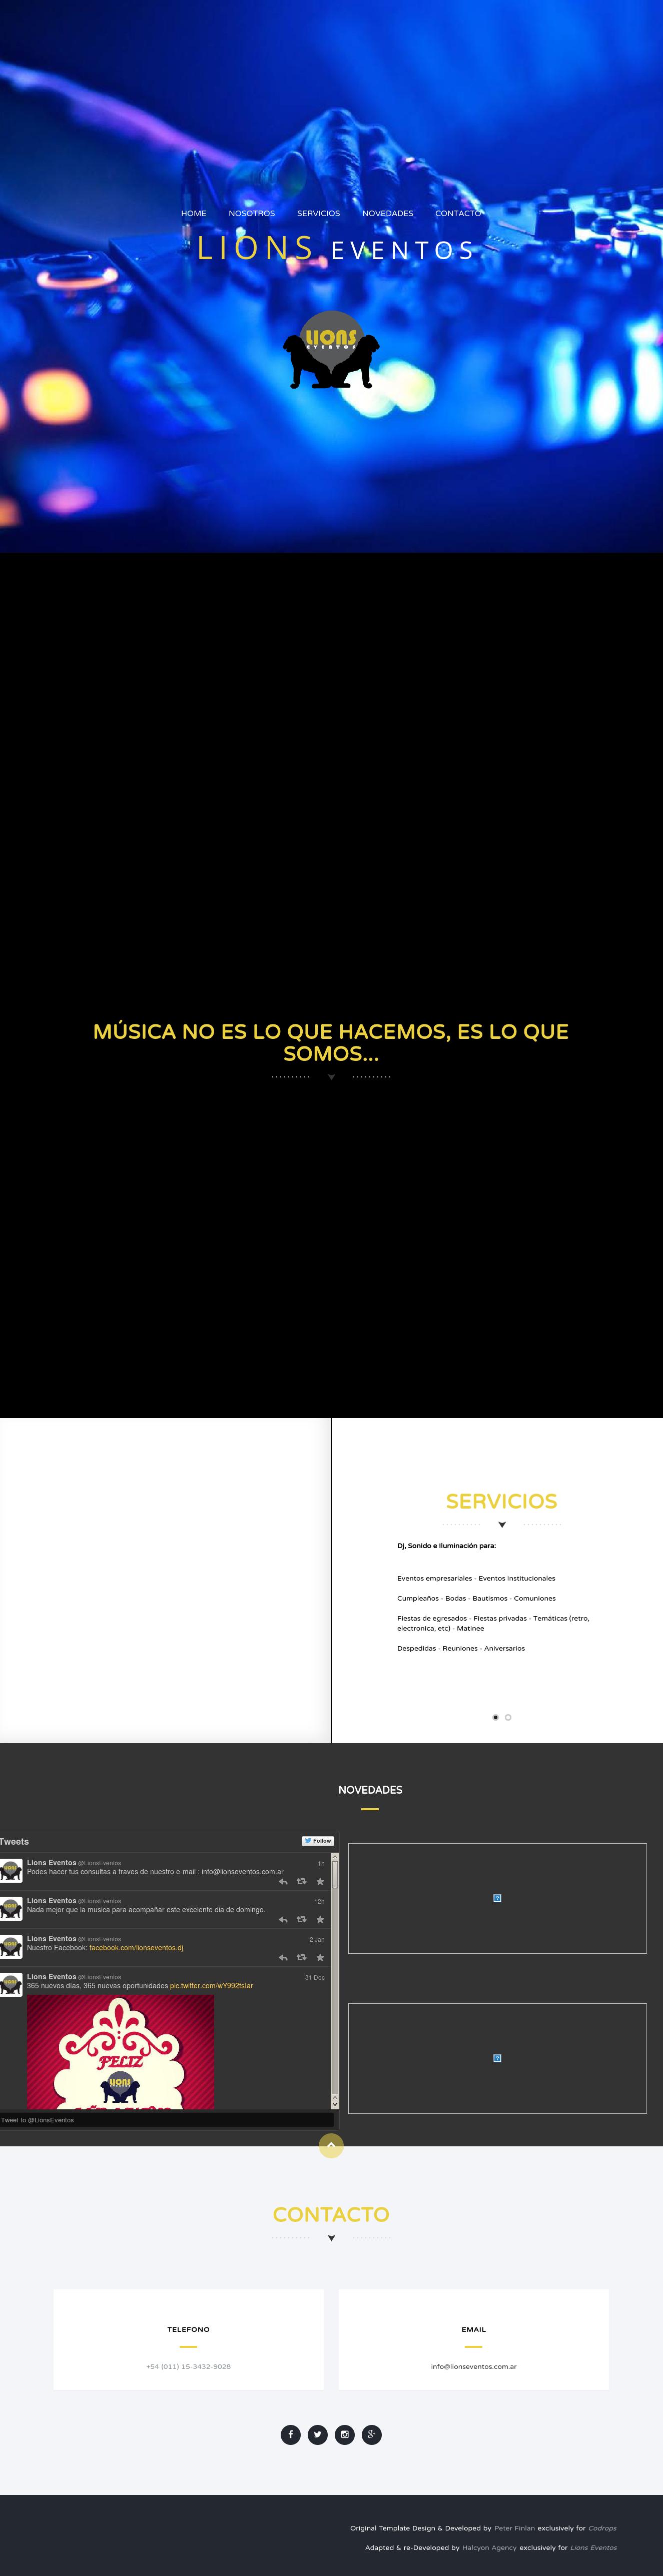 HOME NOSOTROS SERVICIOS NOVEDADES CONTACTO
LIONS EVENTOS
LIONS
EVENTOS
MÚSICA NO ES LO QUE HACEMOS, ES LO QUE
SOMOS...
SERVICIOS
Dj, Sonido e Iluminación para:
Eventos empresariales - Eventos Institucionales
Cumpleaños - Bodas - Bautismos - Comuniones
Fiestas de egresados - Fiestas privadas - Temáticas (retro,
electronica, etc) - Matinee
Despedidas - Reuniones - Aniversarios
NOVEDADES
Tweets
Follow
Lions Eventos @LionsEventos 1h
Podes hacer tus consultas a traves de nuestro e-mail : info@lionseventos.com.ar
Lions Eventos @LionsEventos 12h
Nada mejor que la musica para acompañar este excelente dia de domingo.
Lions Eventos @LionsEventos 2 Jan
Nuestro Facebook: facebook.com/lionseventos.dj
Lions Eventos @LionsEventos 31 Dec
365 nuevos días, 365 nuevas oportunidades pic.twitter.com/wY992tsIar
FELIZ
LIONS
Tweet to @LionsEventos
CONTACTO
TELEFONO
+54 (011) 15-3432-9028
EMAIL
info@lionseventos.com.ar
Original Template Design & Developed by Peter Finlan exclusively for Codrops
Adapted & re-Developed by Halcyon Agency exclusively for Lions Eventos